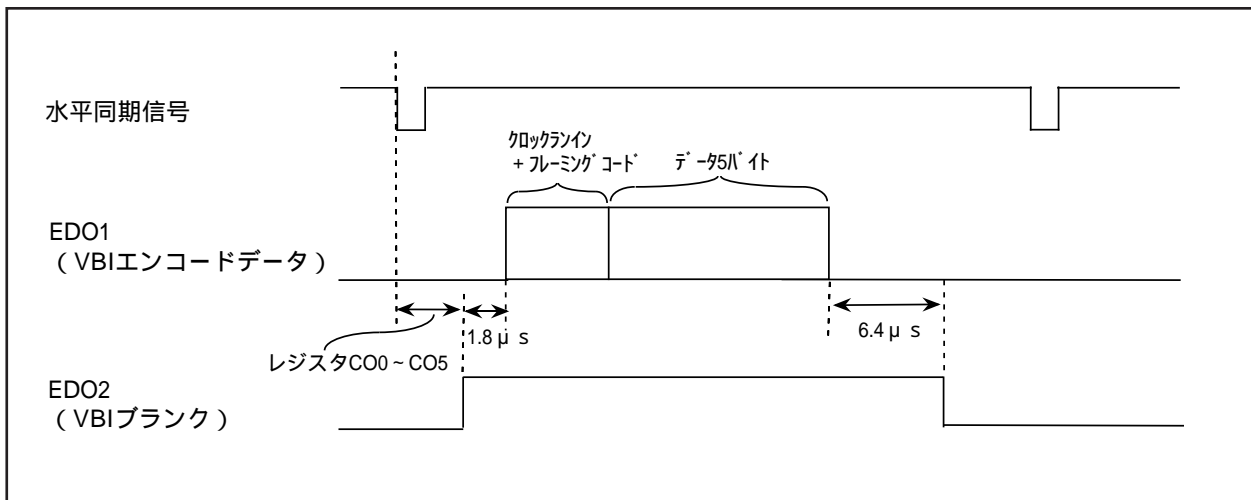 水平同期信号
クロックランイン
+ フレーミングコード
データ5バイト
EDO1
（VBIエンコードデータ）
1.8μ s
6.4μ s
レジスタCO0~CO5
EDO2
（VBIブランク）